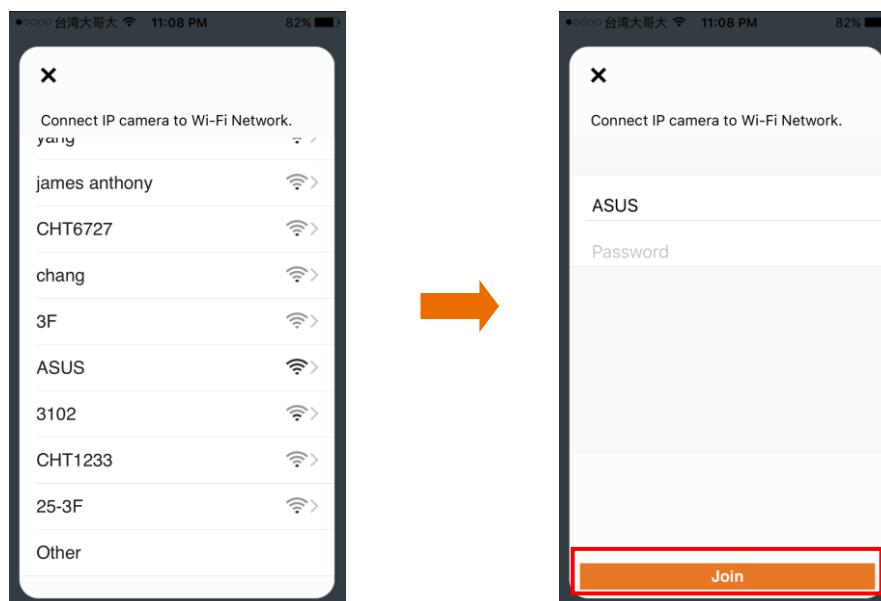 台湾大哥大 11:08 PM 82%
Connect IP camera to Wi-Fi Network.
yang
james anthony
CHT6727
chang
3F
ASUS
3102
CHT1233
25-3F
Other
台湾大哥大 11:08 PM 82%
Connect IP camera to Wi-Fi Network.
ASUS
Password
Join